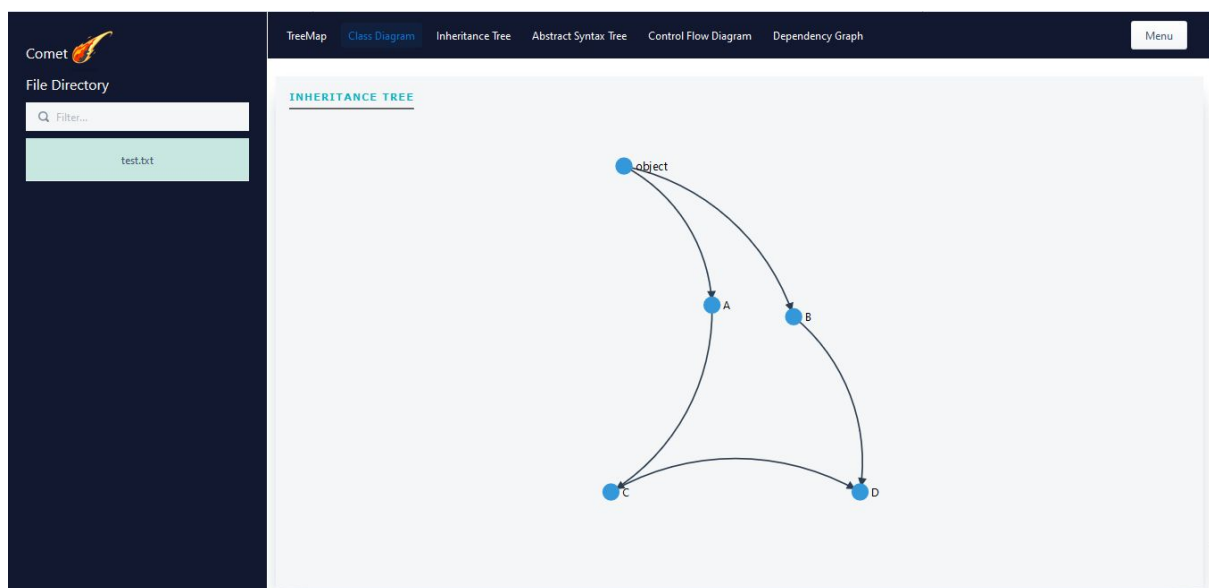 Comet
File Directory
Filter...
test.txt
TreeMap Class Diagram Inheritance Tree Abstract Syntax Tree Control Flow Diagram Dependency Graph Menu
INHERITANCE TREE
object
A
B
C
D